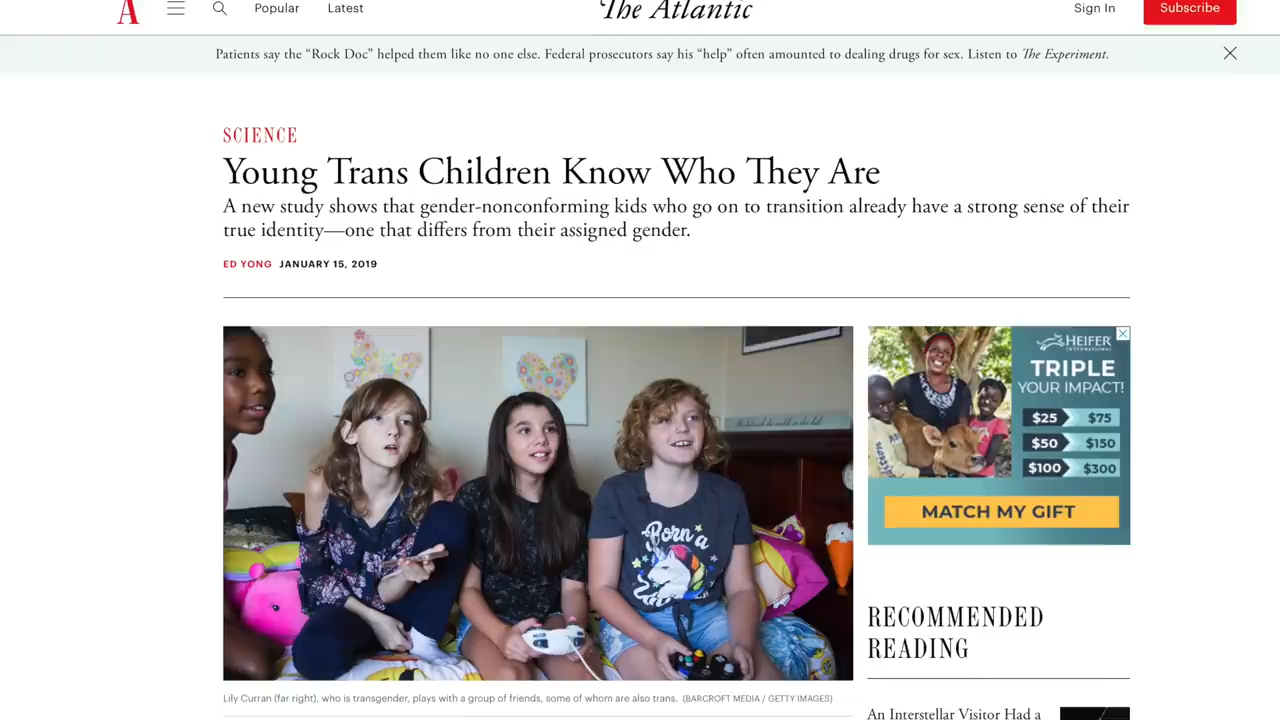 A
Popular
Latest
The Atlantic
Sign In
Subscribe
Patients say the “Rock Doc” helped them like no one else. Federal prosecutors say his “help” often amounted to dealing drugs for sex. Listen to The Experiment.
SCIENCE
Young Trans Children Know Who They Are
A new study shows that gender-nonconforming kids who go on to transition already have a strong sense of their
true identity—one that differs from their assigned gender.
ED YONG JANUARY 15, 2019
HEIFER
INTERNATIONAL
TRIPLE
YOUR IMPACT!
$25 $75
$50 $150
$100 $300
MATCH MY GIFT
Born a
RECOMMENDED
READING
Lily Curran (far right), who is transgender, plays with a group of friends, some of whom are also trans. (BARCROFT MEDIA / GETTY IMAGES)
An Interstellar Visitor Had a